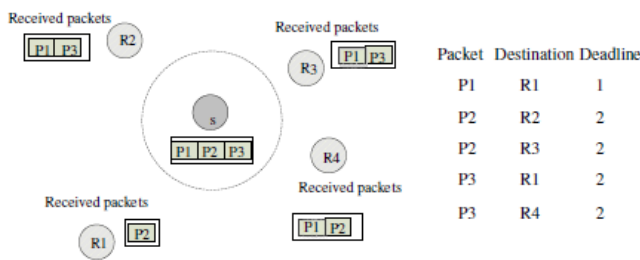 Received packets
P1 P3
R2
Received packets
R3
P1 P3
s
P1 P2 P3
R4
Received packets
P1 P2
Received packets
R1
P2
Packet Destination Deadline
P1 R1 1
P2 R2 2
P2 R3 2
P3 R1 2
P3 R4 2